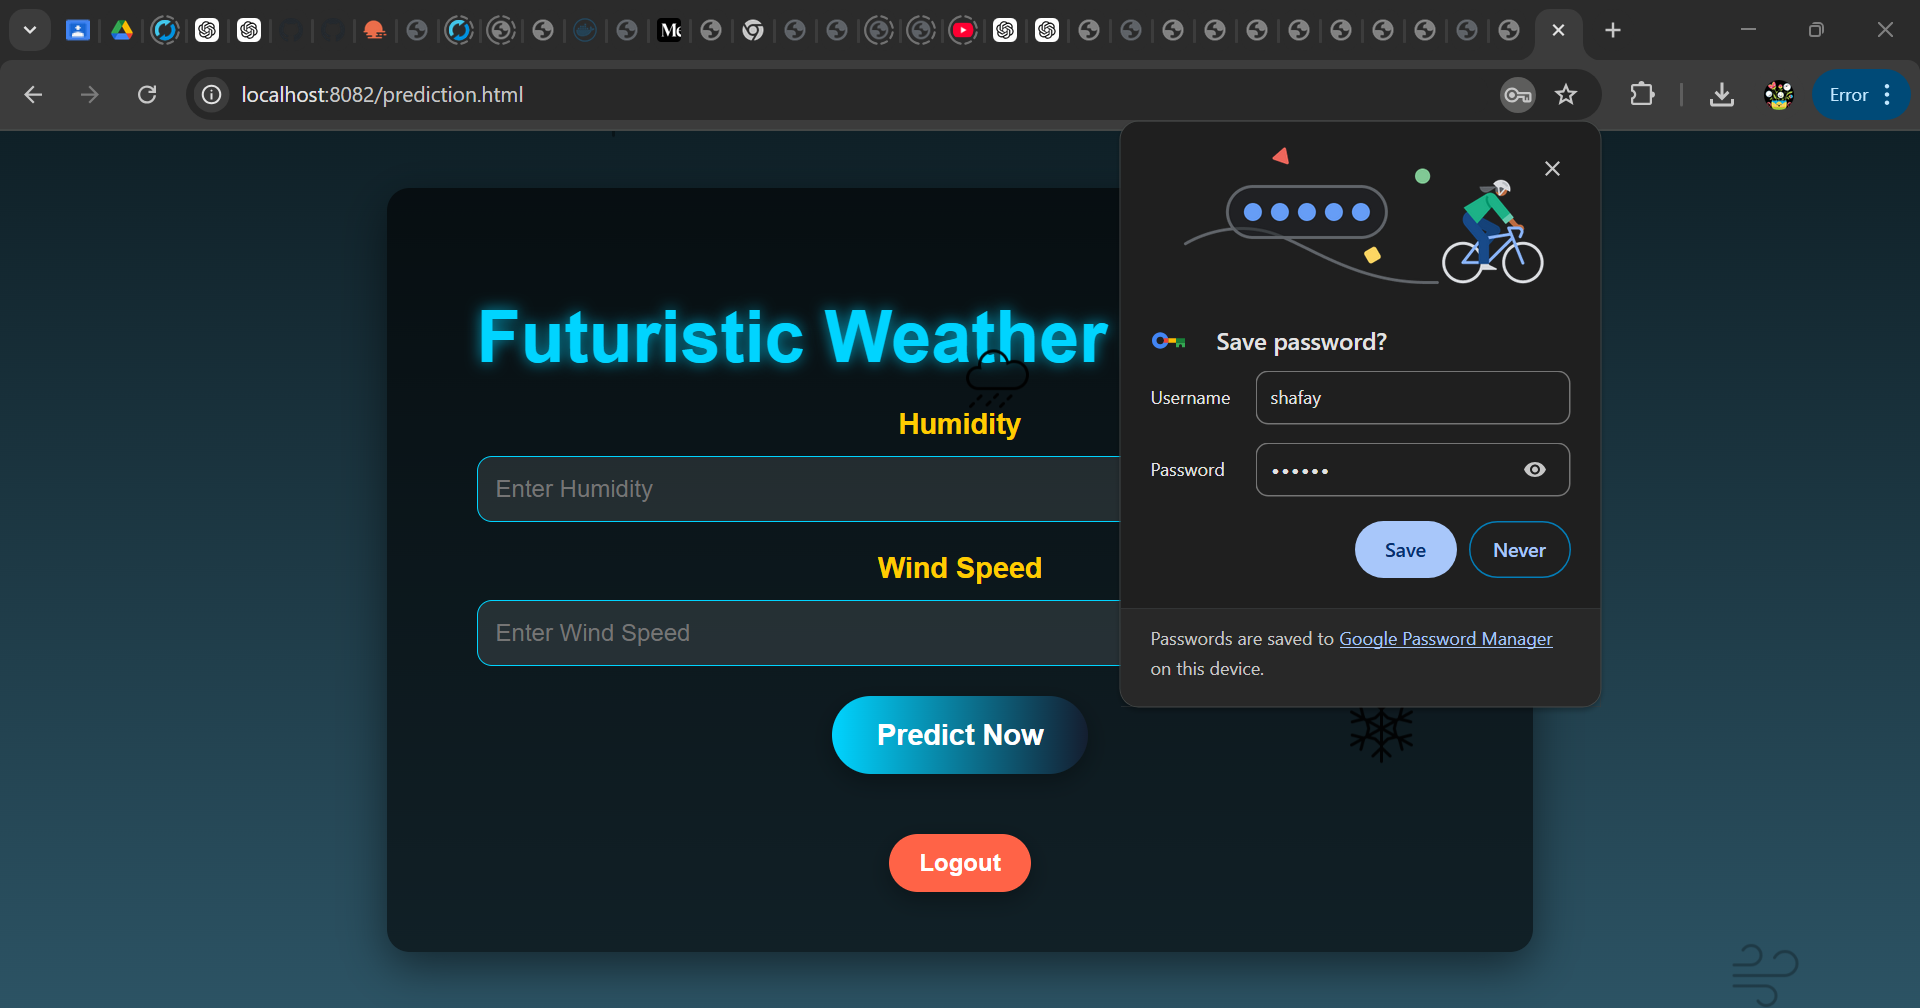 Me
localhost:8082/prediction.html
Error
Futuristic Weather
Humidity
Enter Humidity
Wind Speed
Enter Wind Speed
Predict Now
Logout
Save password?
Username
shafay
Password
••••••
Save
Never
Passwords are saved to Google Password Manager
on this device.